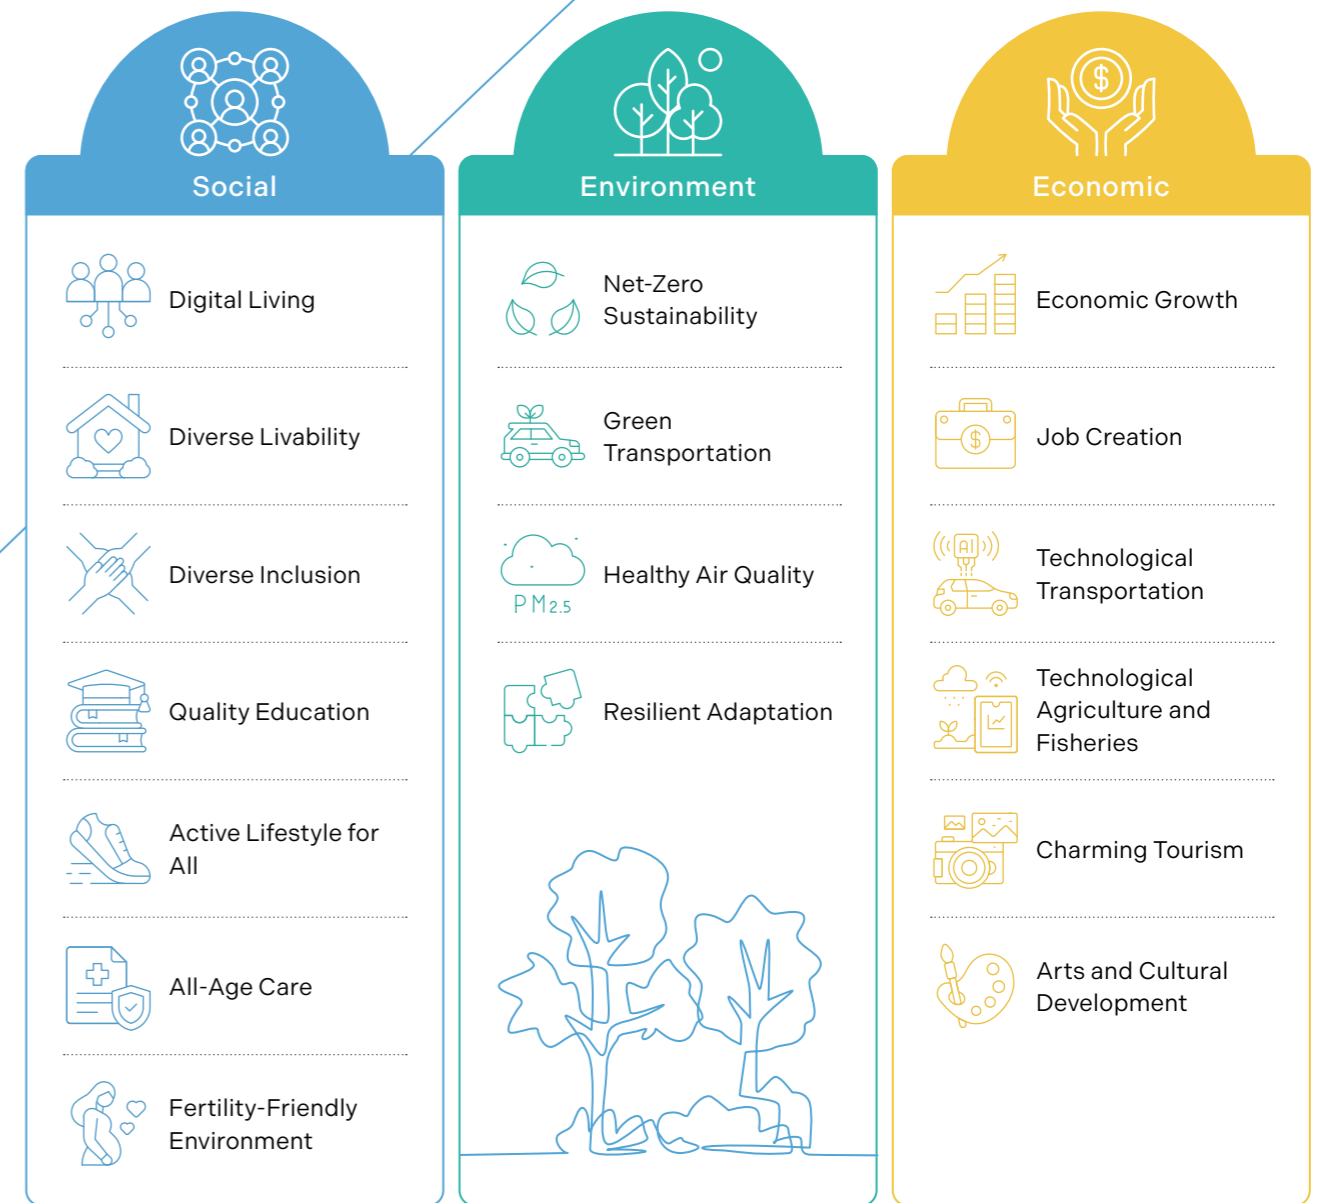 Social
Digital Living
Diverse Livability
Diverse Inclusion
Quality Education
Active Lifestyle for
All
All-Age Care
Fertility-Friendly
Environment
Environment
Net-Zero
Sustainability
Green
Transportation
PM2.5
Healthy Air Quality
Resilient Adaptation
$
Economic
Economic Growth
$
Job Creation
AI
Technological
Transportation
Technological
Agriculture and
Fisheries
Charming Tourism
Arts and Cultural
Development